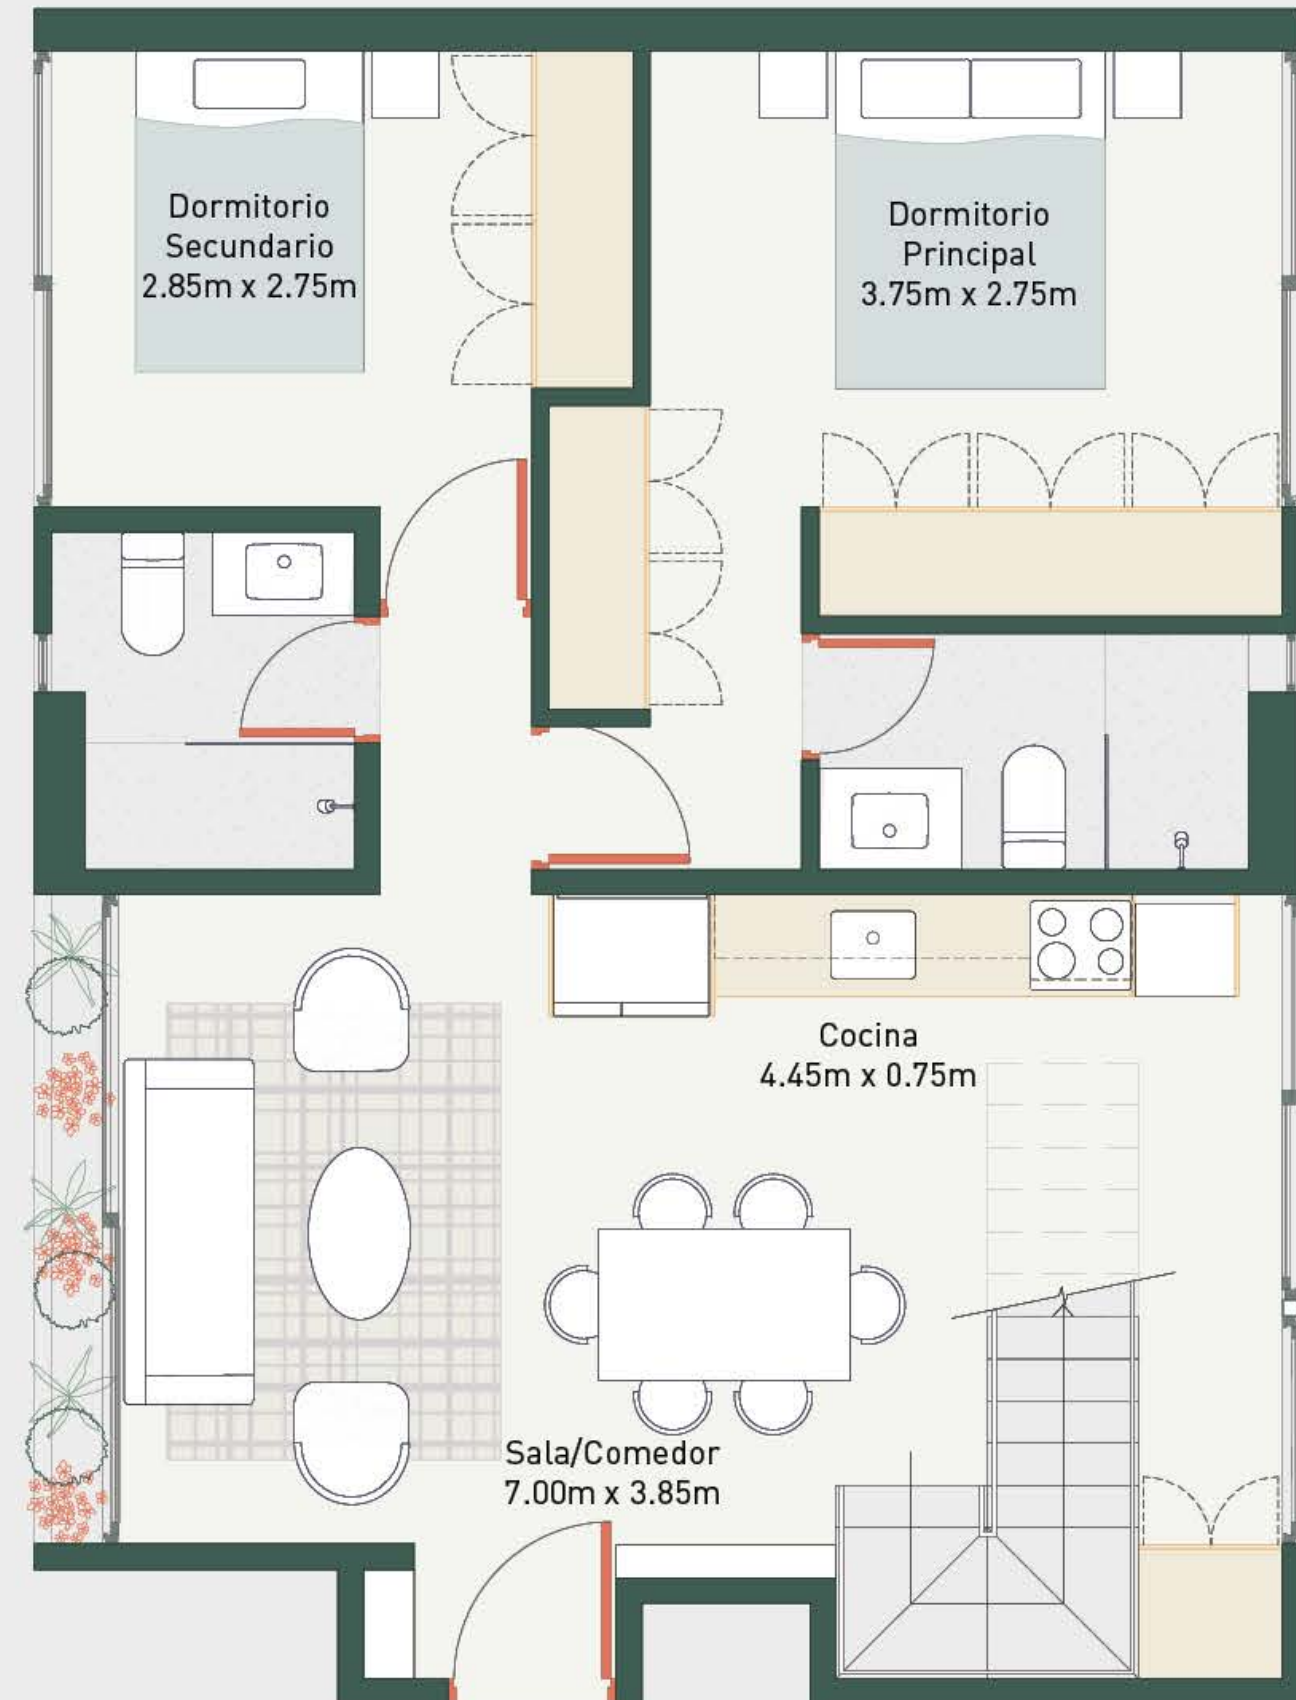 Dormitorio
Secundario
2.85m x 2.75m
Dormitorio
Principal
3.75m x 2.75m
Cocina
4.45m x 0.75m
Sala/Comedor
7.00m x 3.85m